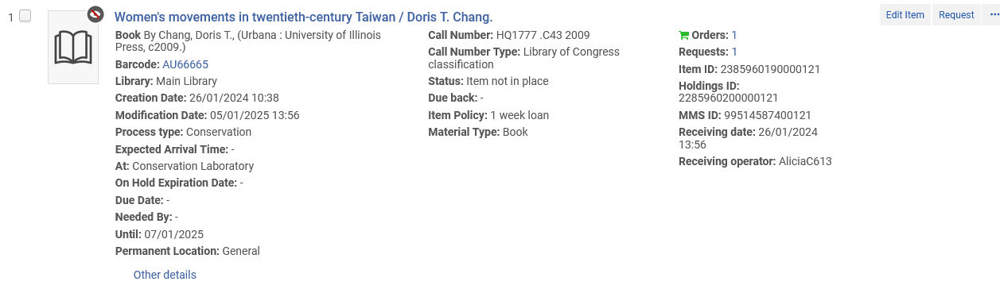 1
Women's movements in twentieth-century Taiwan / Doris T. Chang.
Edit Item
Request
Book By Chang, Doris T., (Urbana : University of Illinois
Press, c2009.)
Barcode: AU66665
Library: Main Library
Creation Date: 26/01/2024 10:38
Modification Date: 05/01/2025 13:56
Process type: Conservation
Expected Arrival Time: -
At: Conservation Laboratory
On Hold Expiration Date: -
Due Date: -
Needed By: -
Until: 07/01/2025
Permanent Location: General
Other details
Call Number: HQ1777 .C43 2009
Call Number Type: Library of Congress
classification
Status: Item not in place
Due back: -
Item Policy: 1 week loan
Material Type: Book
Orders: 1
Requests: 1
Item ID: 2385960190000121
Holdings ID:
2285960200000121
MMS ID: 99514587400121
Receiving date: 26/01/2024
13:56
Receiving operator: AliciaC613